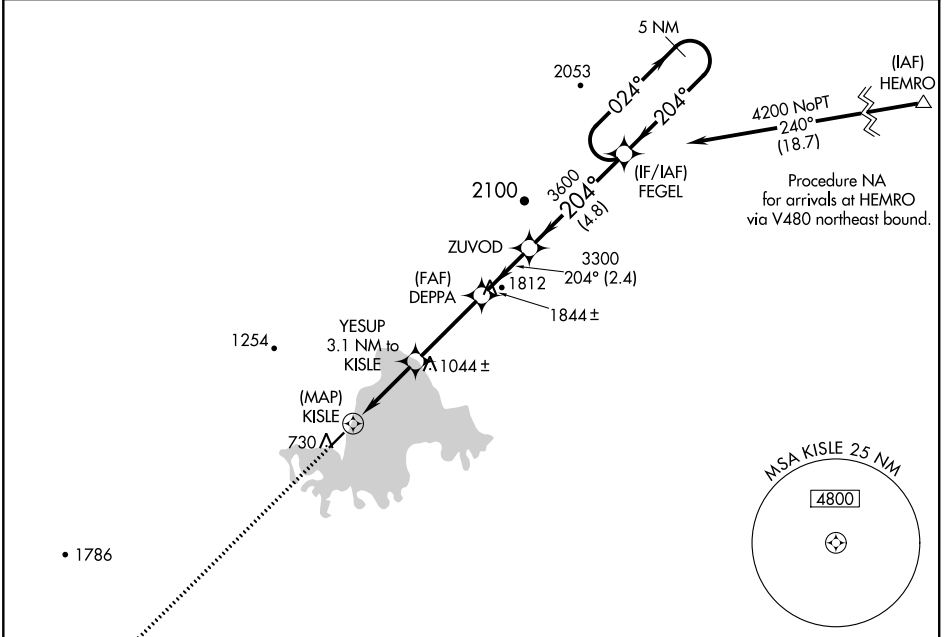 5 NM
2053
(IAF)
HEMRO
024°
204°
4200 NoPT
240°
(18.7)
(IF/IAF)
FEGEL
Procedure NA
for arrivals at HEMRO
via V480 northeast bound.
2100
3600
204°
(4.8)
ZUVOD
3300
204° (2.4)
(FAF)
DEPPA
1812
1844 ±
1254
YESUP
3.1 NM to
KISLE
1044 ±
(MAP)
KISLE
730
MSA KISLE 25 NM
4800
1786